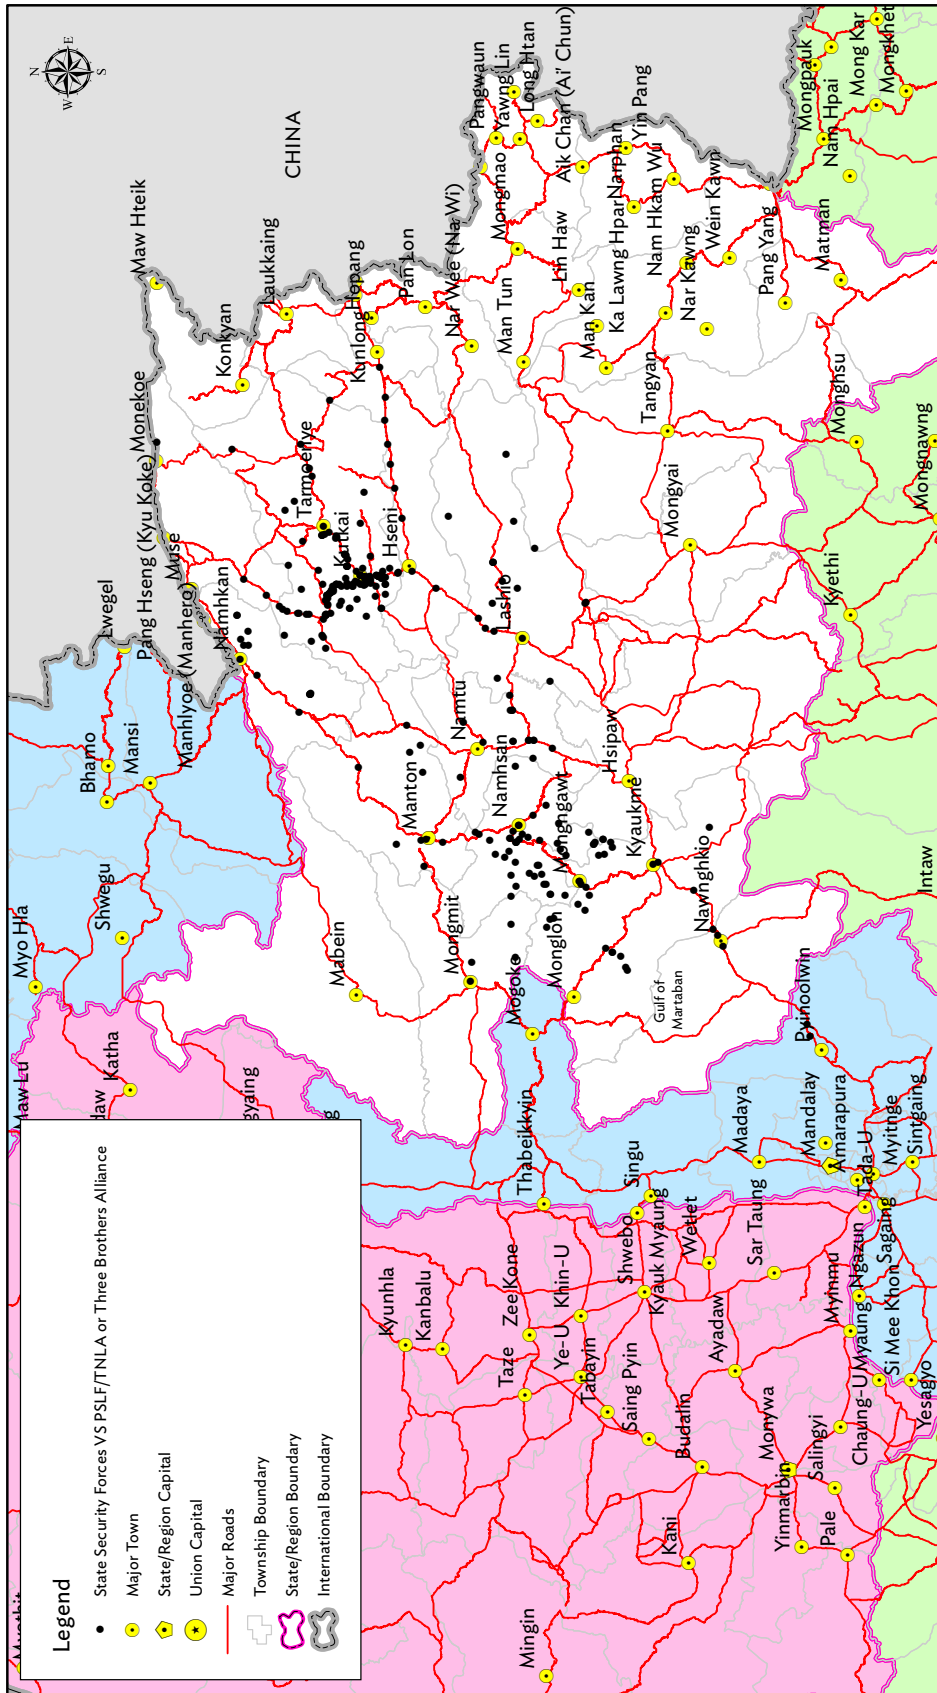 N
E
S
W
CHINA
Maw Hteik
Laukkaing
Konkyan
Monekoe
Pang Hseng (Kyu Koke)
Muse
Manhlyoe (Manhero)
Namhkan
Lwegel
Bhamo
Mansi
Shwegu
Myo Hla
Katha
Maw Lu
Kunlong
Hopang
Pan Lon
Nar Wee (Na Wi)
Tarmoenye
Kutkai
Hseni
Lashio
Man Tun
Mongmao
Pangwaun
Yawng Lin
Long Htan
Aik Chan (Ai' Chun)
Lin Haw
Man Kan
Ka Lawng Hpar
Narphan
Yin Pang
Nam Hkam Wu
Nar Kawng
Wein Kawn
Pang Yang
Matman
Mongpauk
Nam Hpai
Mong Kar
Mongkhet
Tangyan
Mongyai
Monghsu
Mongnawng
Kyethi
Manton
Namtu
Namhsan
Hsipaw
Kyaukme
Mongngawt
Nawnghkio
Mabein
Mongmit
Mogoke
Monglon
Gulf of
Martaban
Intaw
Pyinoolwin
Thabeikkyin
Singu
Madaya
Mandalay
Amarapura
Tada-U
Myitnge
Sintgaing
Kyunhla
Kanbalu
Zee Kone
Taze
Khin-U
Ye-U
Tabayin
Saing Pyin
Shwebo
Kyauk Myaung
Wetlet
Sar Taung
Ayadaw
Budalin
Monywa
Kani
Mingin
Yinmarbin
Salingyi
Pale
Chaung-U
Myaung
Myinmu
Ngazun
Sagaing
Si Mee Khon
Yesagyo
gyaing
daw
Legend
State Security Forces VS PSLF/TNLA or Three Brothers Alliance
Major Town
State/Region Capital
Union Capital
Major Roads
Township Boundary
State/Region Boundary
International Boundary